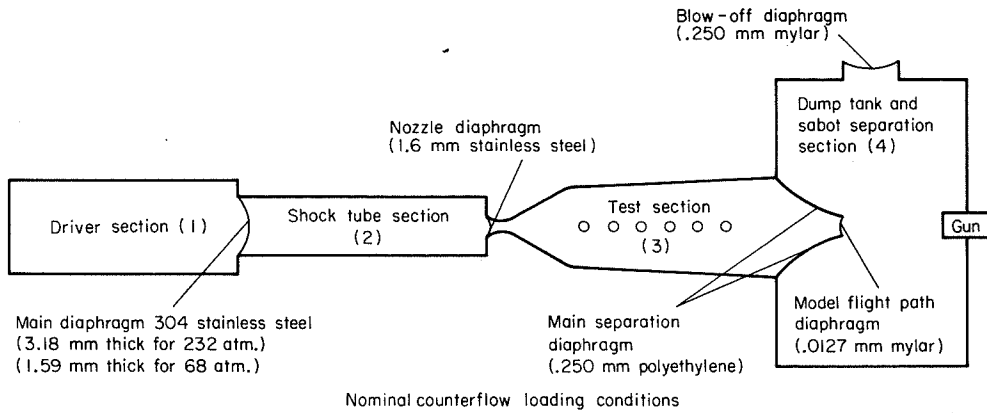 Blow-off diaphragm
(.250 mm mylar)
Nozzle diaphragm
(1.6 mm stainless steel)
Dump tank and
sabot separation
section (4)
Driver section (1)
Shock tube section
(2)
Test section
(3)
Gun
Main diaphragm 304 stainless steel
(3.18 mm thick for 232 atm.)
(1.59 mm thick for 68 atm.)
Main separation
diaphragm
(.250 mm polyethylene)
Model flight path
diaphragm
(.0127 mm mylar)
Nominal counterflow loading conditions